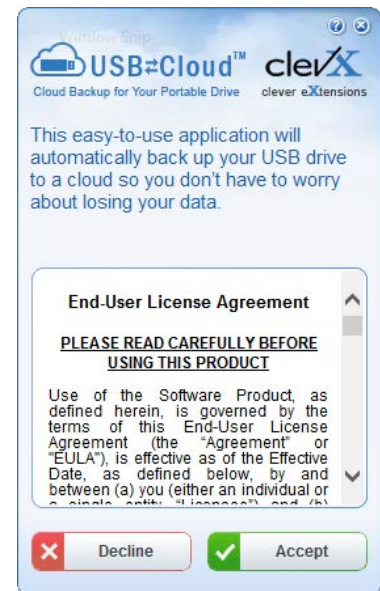 Window Snip
USB⇄Cloud™
Cloud Backup for Your Portable Drive
clevX
clever eXtensions
This easy-to-use application will
automatically back up your USB drive
to a cloud so you don't have to worry
about losing your data.
End-User License Agreement
PLEASE READ CAREFULLY BEFORE
USING THIS PRODUCT
Use of the Software Product, as
defined herein, is governed by the
terms of this End-User License
Agreement (the “Agreement” or
"EULA"), is effective as of the Effective
Date, as defined below, by and
between (a) you (either an individual or
a single entity “Licensee”) and (b)
Decline
Accept